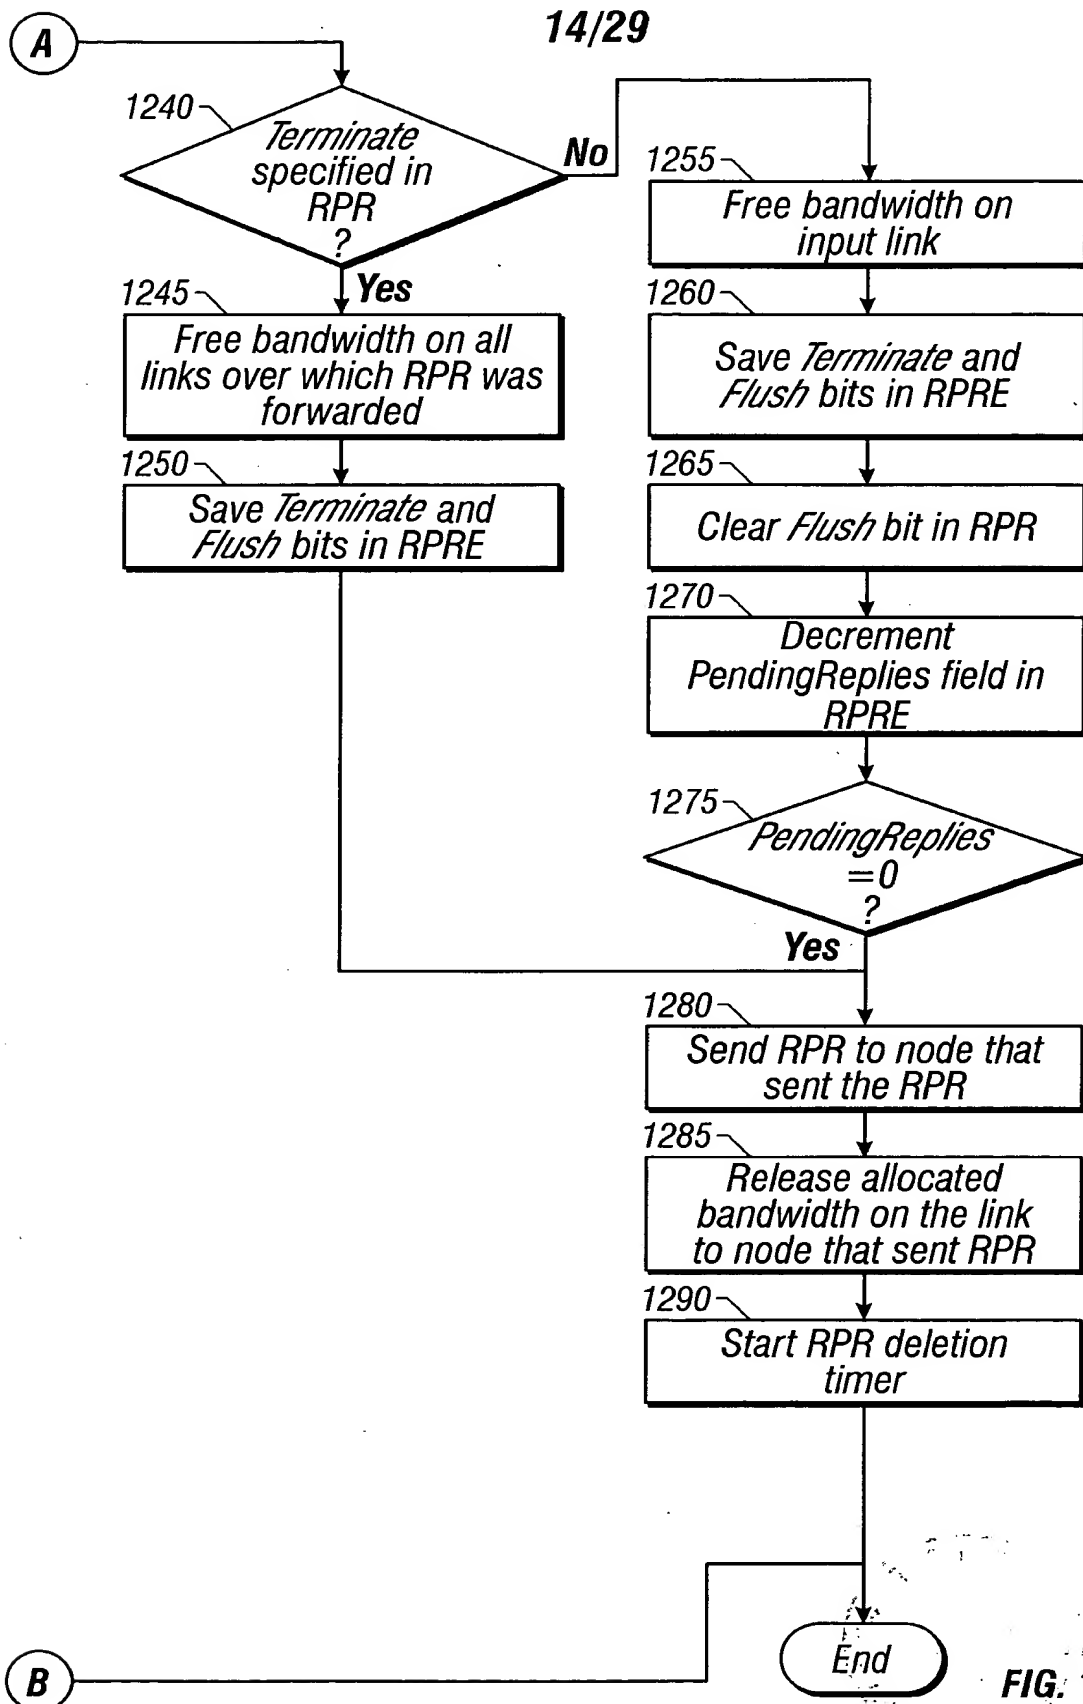 14/29
A
1240
Terminate
specified in
RPR
?
No
Yes
1245
Free bandwidth on all
links over which RPR was
forwarded
1250
Save Terminate and
Flush bits in RPRE
1255
Free bandwidth on
input link
1260
Save Terminate and
Flush bits in RPRE
1265
Clear Flush bit in RPR
1270
Decrement
PendingReplies field in
RPRE
1275
PendingReplies
=0
?
Yes
1280
Send RPR to node that
sent the RPR
1285
Release allocated
bandwidth on the link
to node that sent RPR
1290
Start RPR deletion
timer
End
B
FIG.